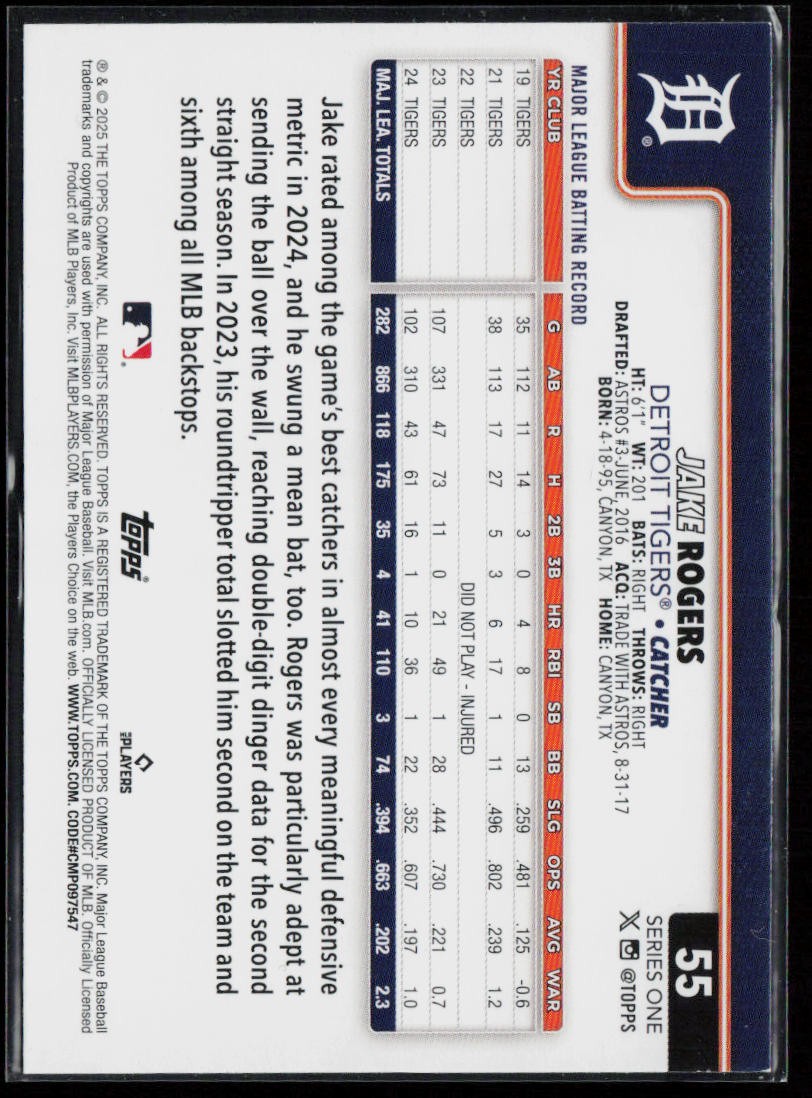 55
SERIES ONE
@TOPPS
JAKE ROGERS
DETROIT TIGERS® • CATCHER
HT: 6'1" WT: 201 BATS: RIGHT THROWS: RIGHT
DRAFTED: ASTROS #3-JUNE, 2016 ACQ: TRADE WITH ASTROS, 8-31-17
BORN: 4-18-95, CANYON, TX HOME: CANYON, TX
MAJOR LEAGUE BATTING RECORD
YR CLUB G AB R H 2B 3B HR RBI SB BB SLG OPS AVG WAR
19 TIGERS 35 112 11 14 3 0 4 8 0 13 .259 .481 .125 -0.6
21 TIGERS 38 113 17 27 5 3 6 17 1 11 .496 .802 .239 1.2
22 TIGERS DID NOT PLAY - INJURED
23 TIGERS 107 331 47 73 11 0 21 49 1 28 .444 .730 .221 0.7
24 TIGERS 102 310 43 61 16 1 10 36 1 22 .352 .607 .197 1.0
MAJ. LEA. TOTALS 282 866 118 175 35 4 41 110 3 74 .394 .663 .202 2.3
Jake rated among the game's best catchers in almost every meaningful defensive
metric in 2024, and he swung a mean bat, too. Rogers was particularly adept at
sending the ball over the wall, reaching double-digit dinger data for the second
straight season. In 2023, his roundtripper total slotted him second on the team and
sixth among all MLB backstops.
topps®
PLAYERS
® & © 2025 THE TOPPS COMPANY, INC. ALL RIGHTS RESERVED. TOPPS IS A REGISTERED TRADEMARK OF THE TOPPS COMPANY, INC. Major League Baseball
trademarks and copyrights are used with permission of Major League Baseball. Visit MLB.com. OFFICIALLY LICENSED PRODUCT OF MLB. Officially Licensed
Product of MLB Players, Inc. Visit MLBPLAYERS.COM, the Players Choice on the web. WWW.TOPPS.COM. CODE#CMP097547